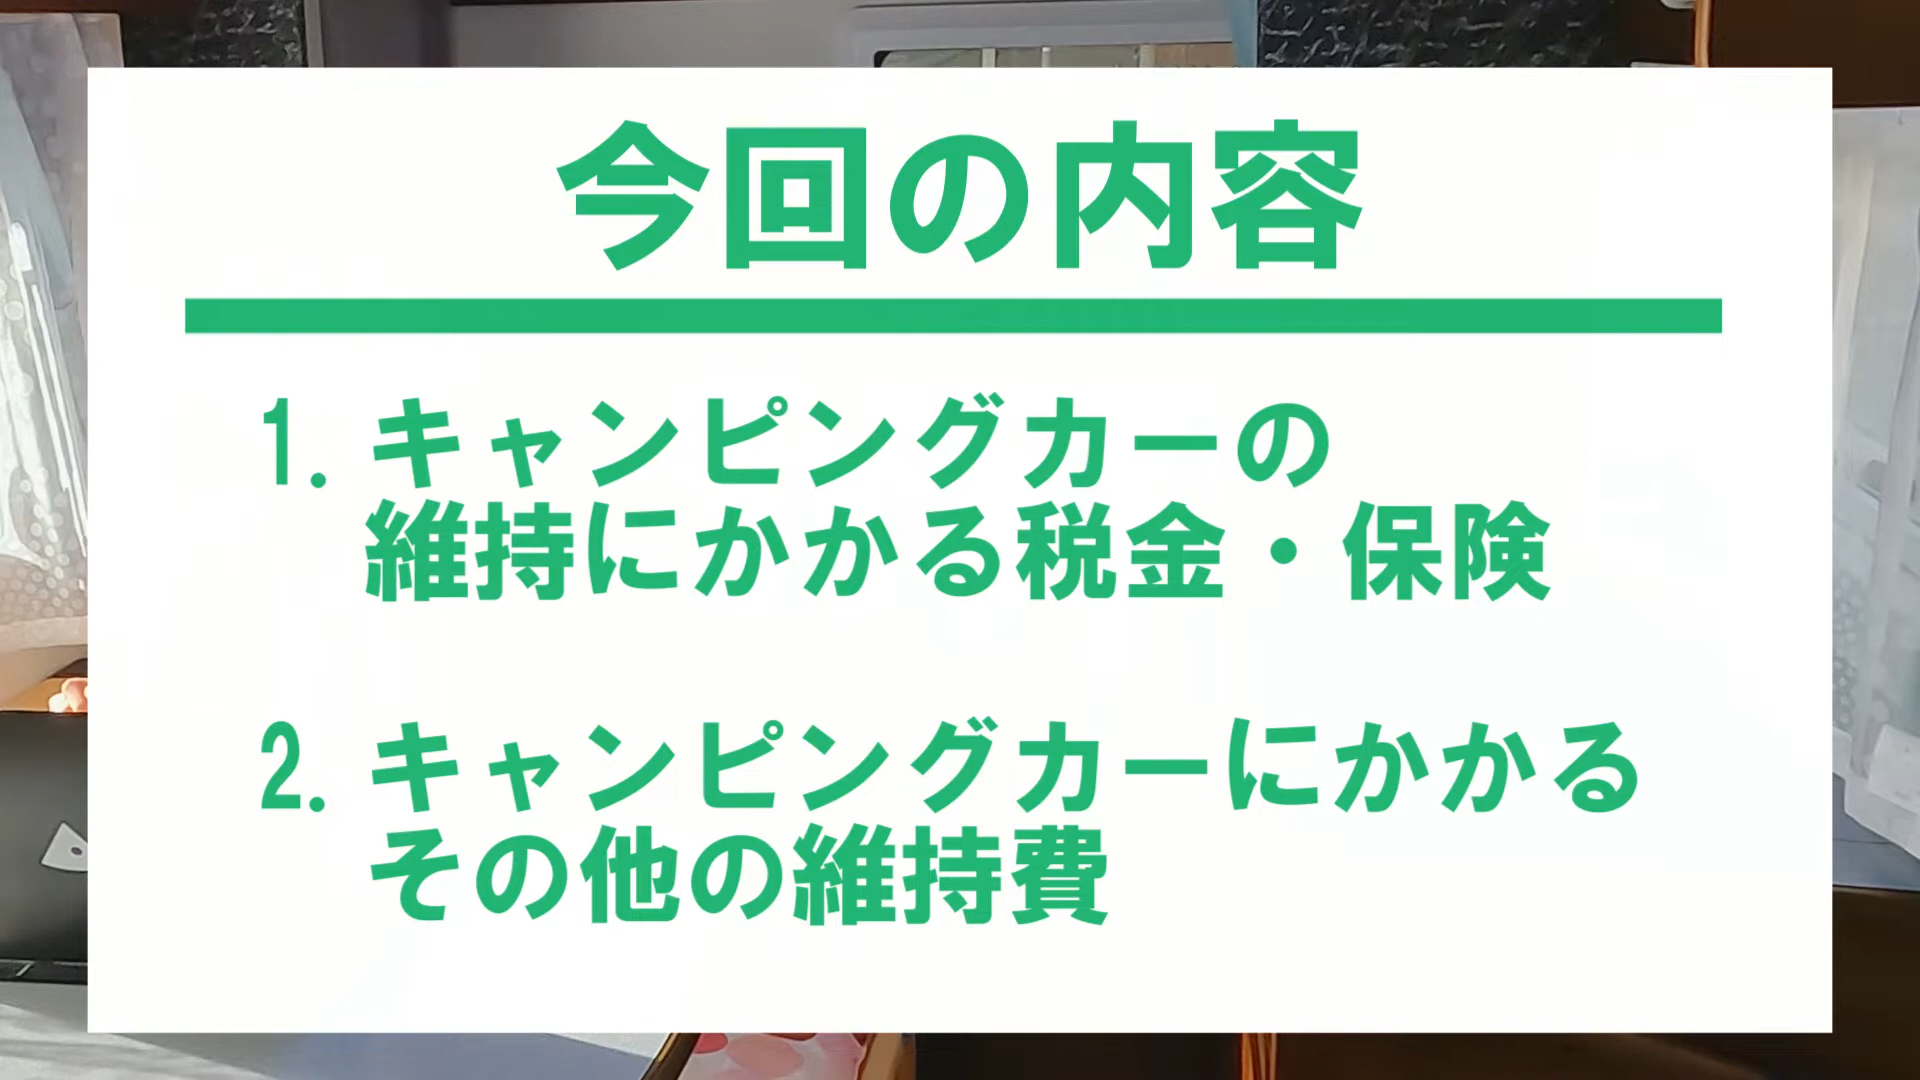 今回の内容
1. キャンピングカーの
維持にかかる税金・保険
2. キャンピングカーにかかる
その他の維持費